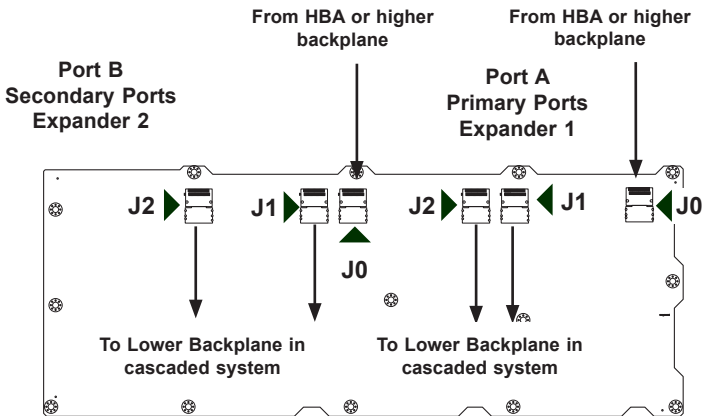 From HBA or higher
backplane
From HBA or higher
backplane
Port B
Secondary Ports
Expander 2
Port A
Primary Ports
Expander 1
J2
J1
J0
J2
J1
J0
To Lower Backplane in
cascaded system
To Lower Backplane in
cascaded system